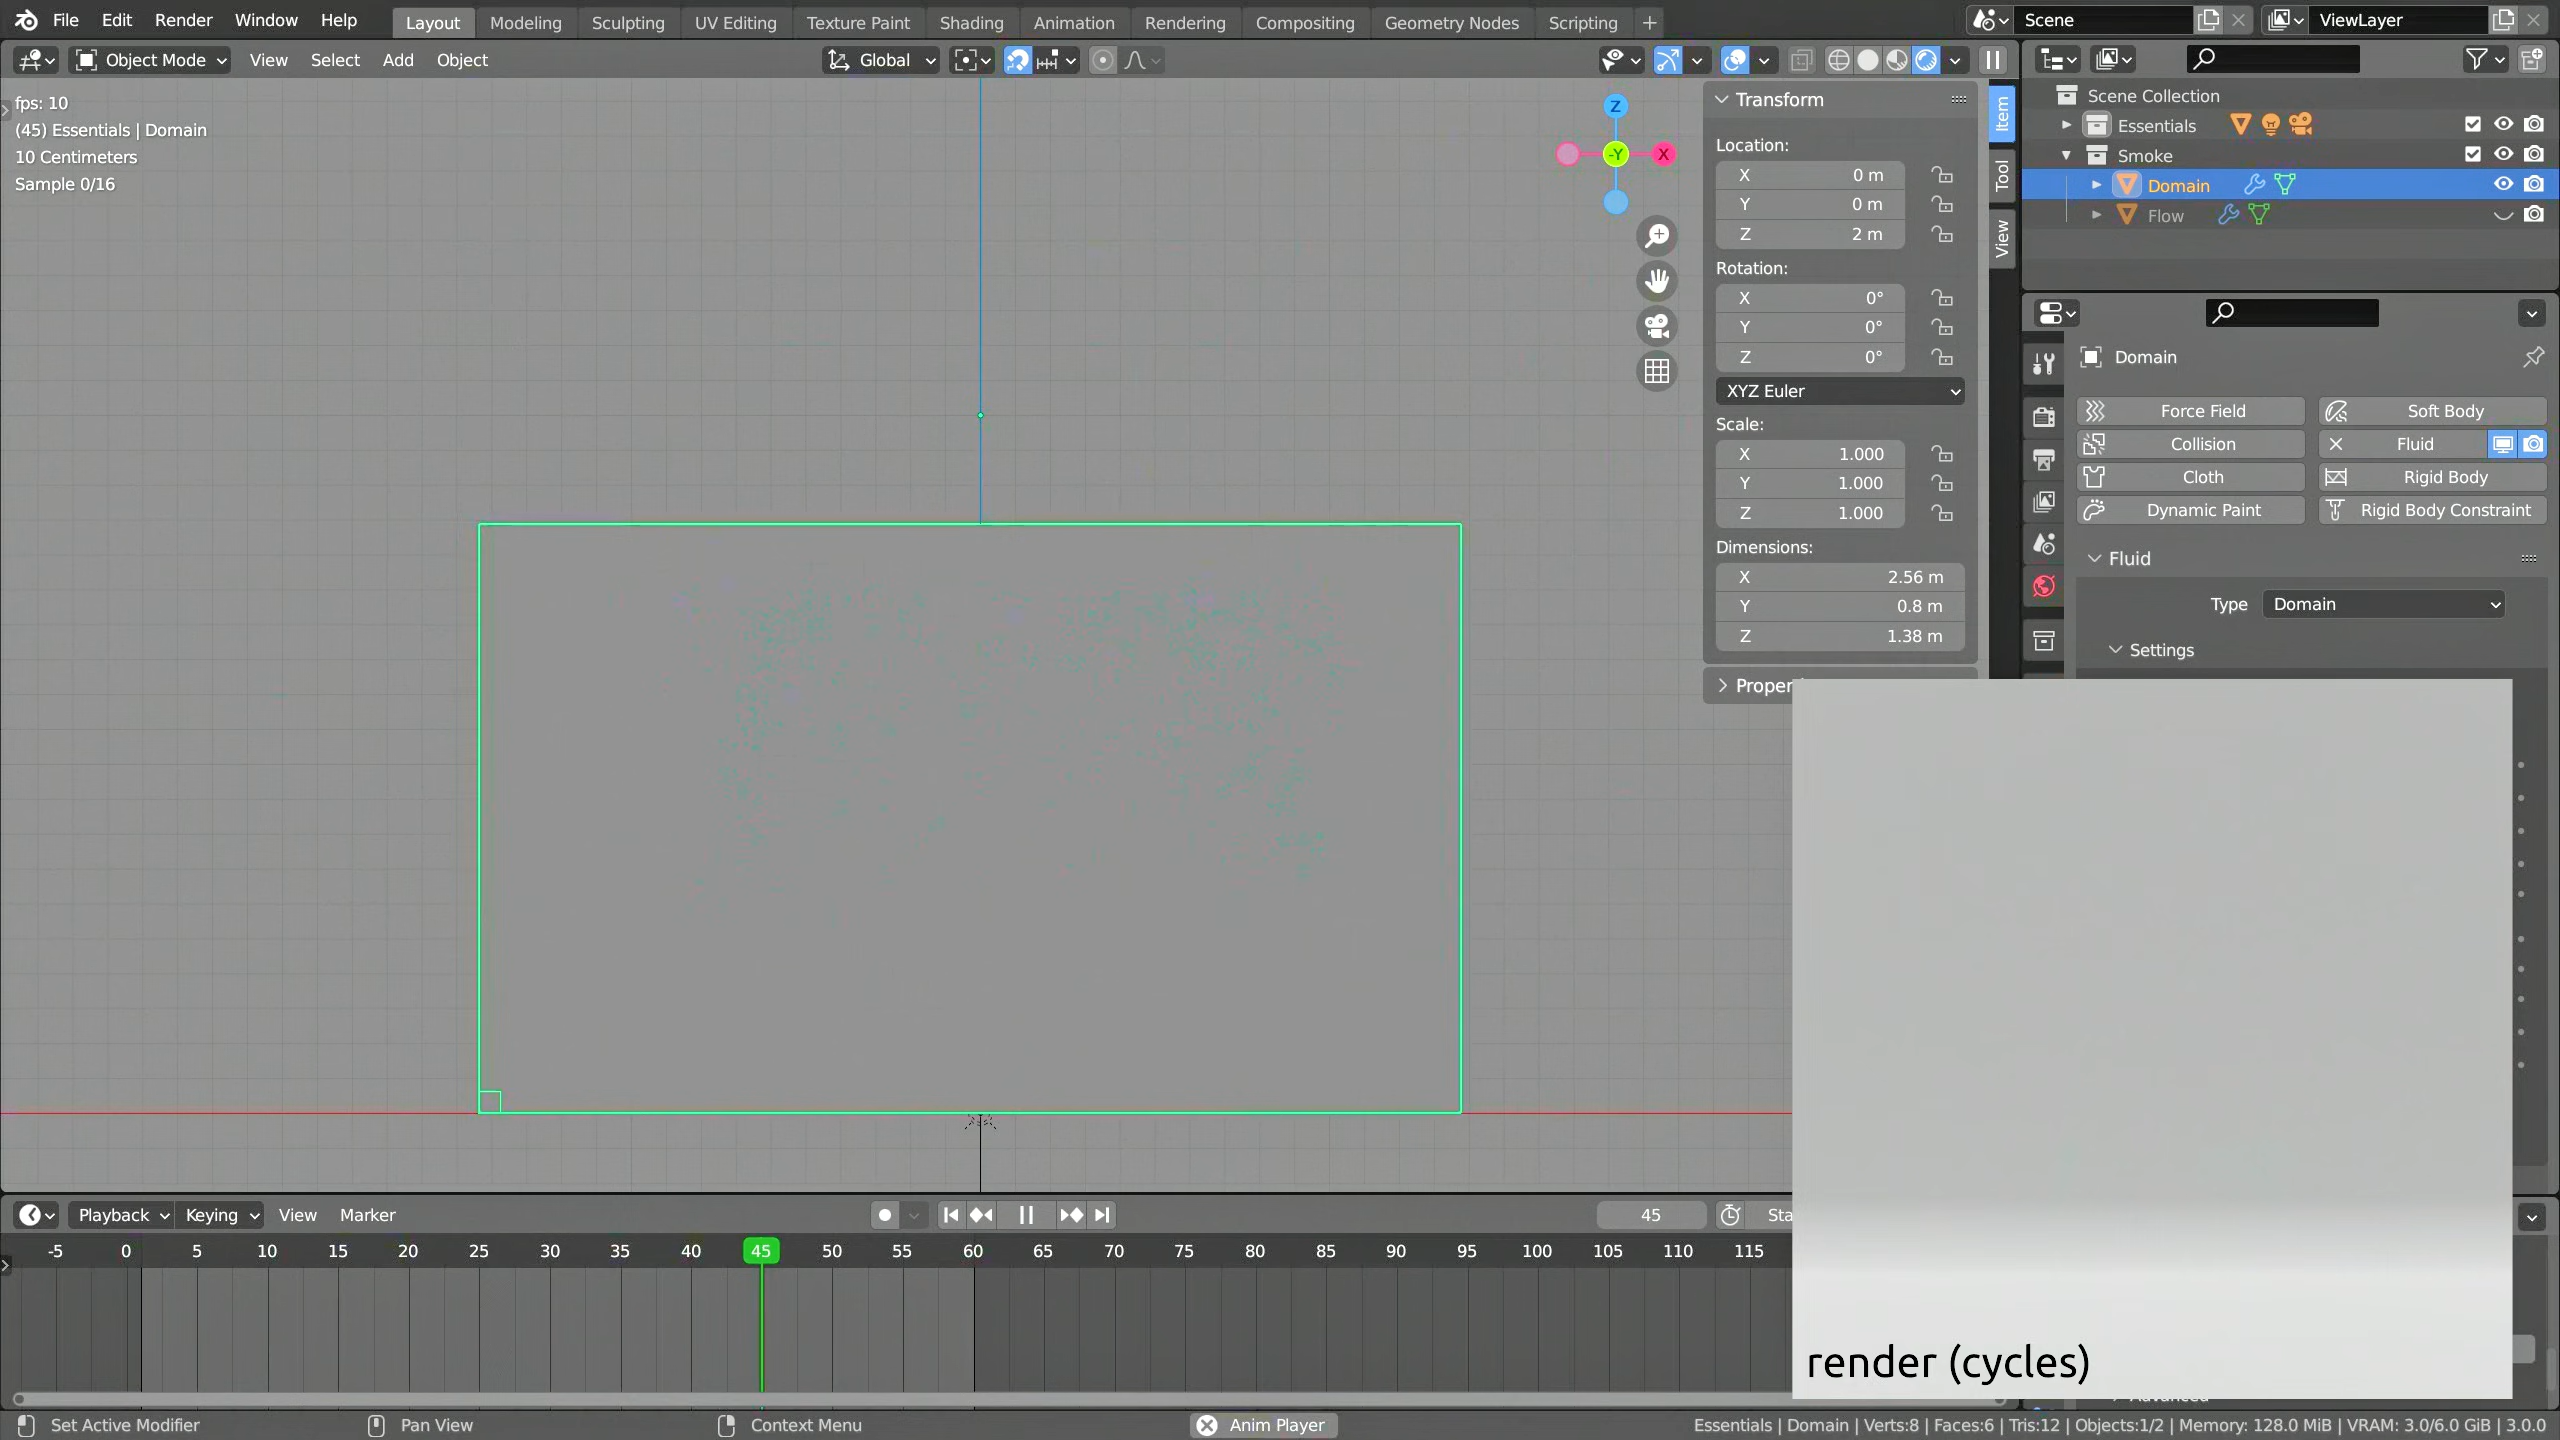 File Edit Render Window Help Layout Modeling Sculpting UV Editing Texture Paint Shading Animation Rendering Compositing Geometry Nodes Scripting + Scene ViewLayer
Object Mode View Select Add Object Global
fps: 10
(45) Essentials | Domain
10 Centimeters
Sample 0/16
Z
-Y
X
Transform
Location:
X 0 m
Y 0 m
Z 2 m
Rotation:
X 0°
Y 0°
Z 0°
XYZ Euler
Scale:
X 1.000
Y 1.000
Z 1.000
Dimensions:
X 2.56 m
Y 0.8 m
Z 1.38 m
Proper
Item
Tool
View
Scene Collection
Essentials
Smoke
Domain
Flow
Domain
Force Field Soft Body
Collision Fluid
Cloth Rigid Body
Dynamic Paint Rigid Body Constraint
Fluid
Type Domain
Settings
render (cycles)
Playback Keying View Marker 45 Sta
-5 0 5 10 15 20 25 30 35 40 45 50 55 60 65 70 75 80 85 90 95 100 105 110 115
Set Active Modifier Pan View Context Menu Anim Player Essentials | Domain | Verts:8 | Faces:6 | Tris:12 | Objects:1/2 | Memory: 128.0 MiB | VRAM: 3.0/6.0 GiB | 3.0.0